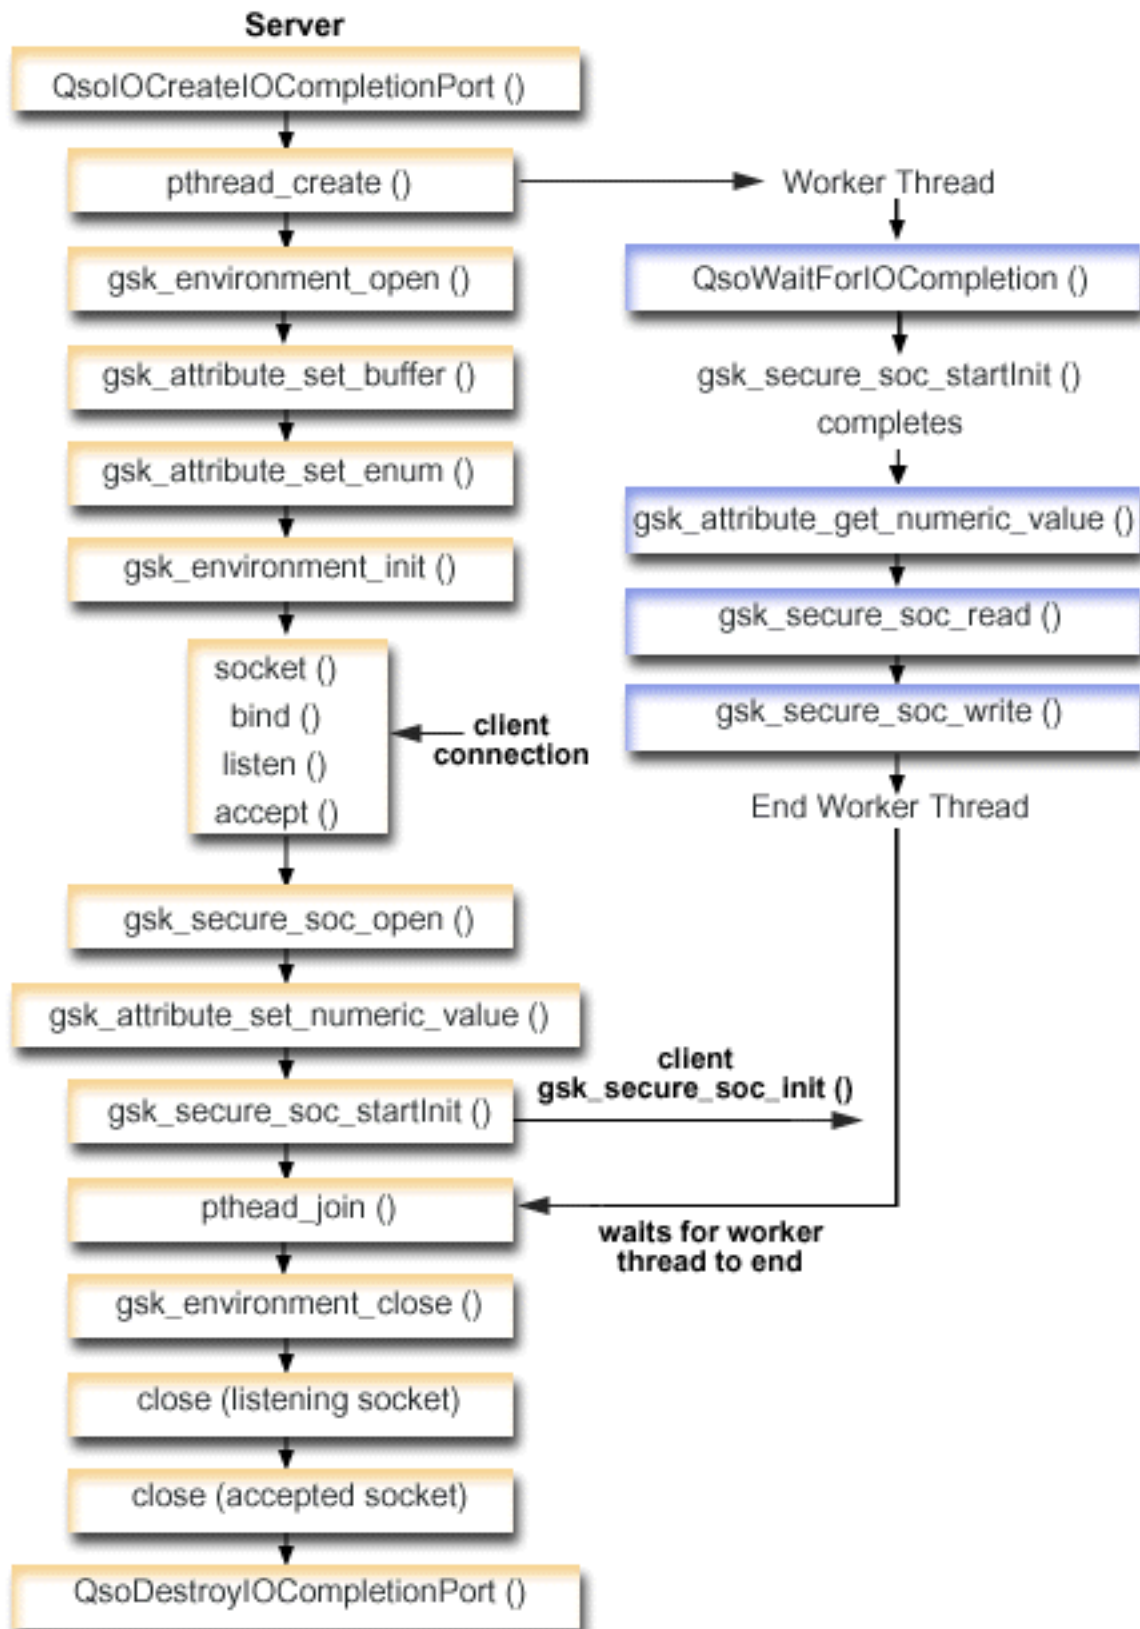 Server
QsoIOCreateIOCompletionPort ()
pthread_create ()
Worker Thread
gsk_environment_open ()
QsoWaitForIOCompletion ()
gsk_attribute_set_buffer ()
gsk_secure_soc_startInit ()
completes
gsk_attribute_set_enum ()
gsk_attribute_get_numeric_value ()
gsk_environment_init ()
gsk_secure_soc_read ()
socket ()
bind ()
listen ()
accept ()
client
connection
gsk_secure_soc_write ()
End Worker Thread
gsk_secure_soc_open ()
gsk_attribute_set_numeric_value ()
client
gsk_secure_soc_init ()
gsk_secure_soc_startInit ()
pthead_join ()
waits for worker
thread to end
gsk_environment_close ()
close (listening socket)
close (accepted socket)
QsoDestroyIOCompletionPort ()